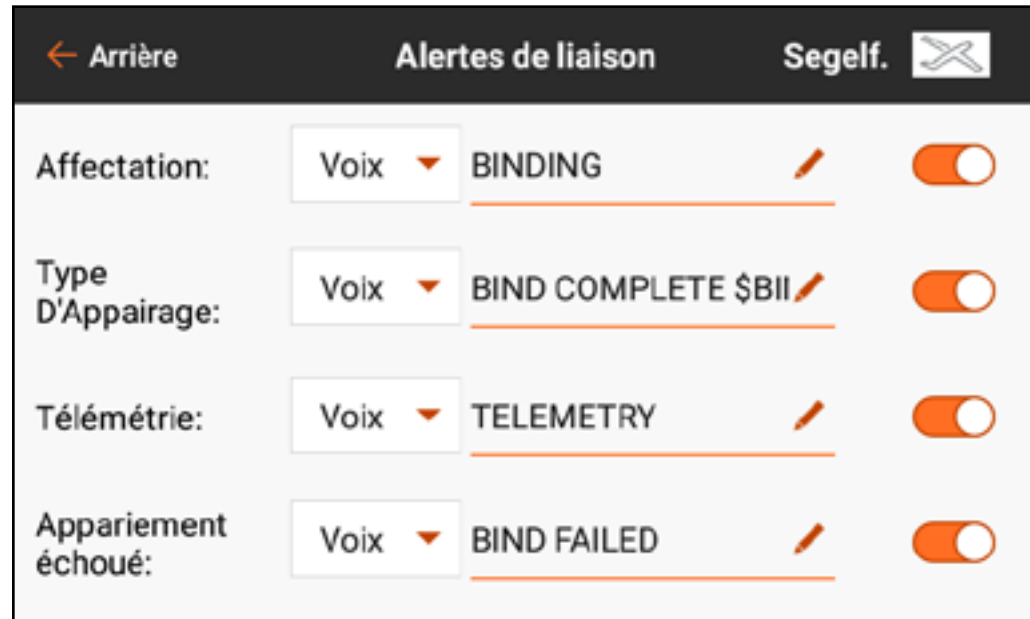 Arrière Alertes de liaison Segelf.
Affectation: Voix BINDING
Type
D'Appairage: Voix BIND COMPLETE $BII
Télémétrie: Voix TELEMETRY
Appariement
échoué: Voix BIND FAILED